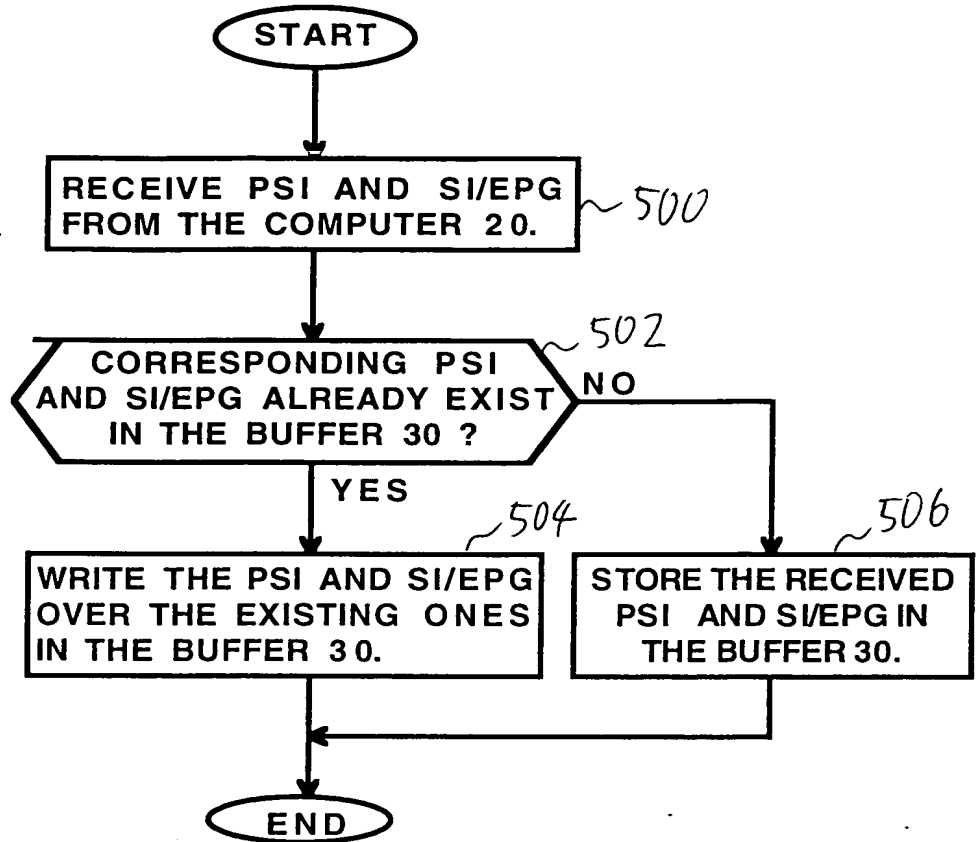 START
RECEIVE PSI AND SI/EPG
FROM THE COMPUTER 20.
500
502
CORRESPONDING PSI
AND SI/EPG ALREADY EXIST
IN THE BUFFER 30 ?
NO
YES
504
WRITE THE PSI AND SI/EPG
OVER THE EXISTING ONES
IN THE BUFFER 30.
506
STORE THE RECEIVED
PSI AND SI/EPG IN
THE BUFFER 30.
END